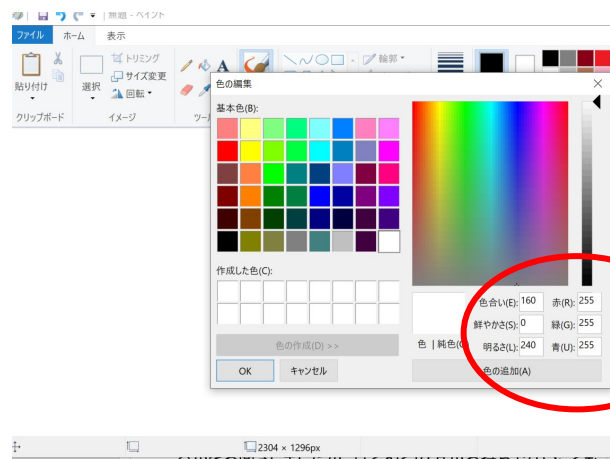 無題 - ペイント
ファイル ホーム 表示
トリミング
サイズ変更
回転
貼り付け
選択
A
輪郭
クリップボード
イメージ
ツール
色の編集
基本色(B):
作成した色(C):
色の作成(D) >>
OK キャンセル
色 | 純色(O)
色合い(E): 160 赤(R): 255
鮮やかさ(S): 0 緑(G): 255
明るさ(L): 240 青(U): 255
色の追加(A)
2304 × 1296px